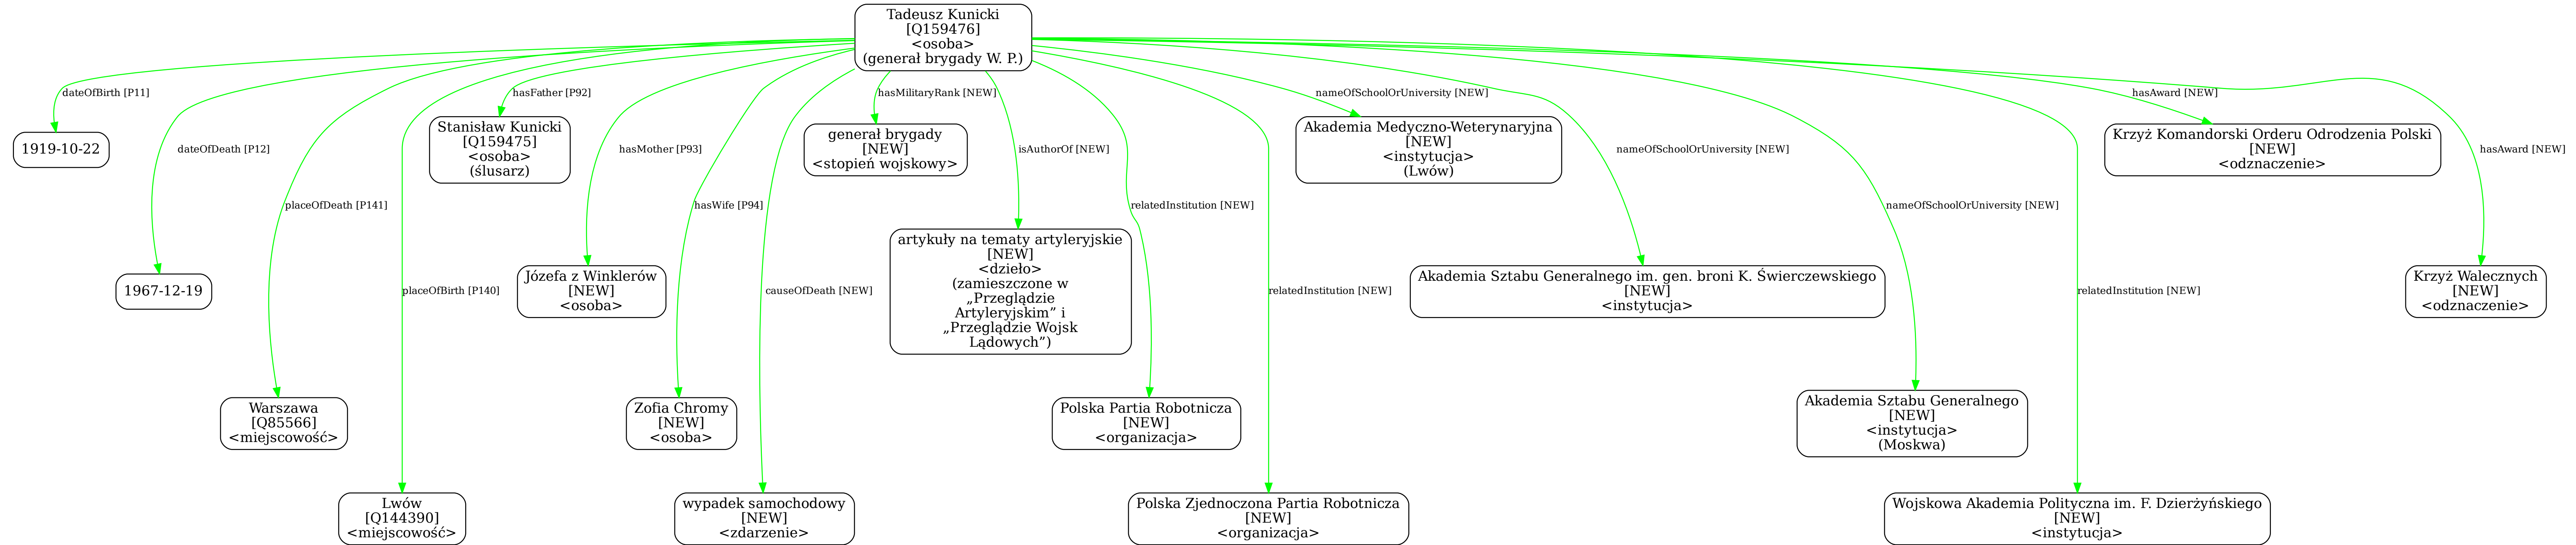 Tadeusz Kunicki
[Q159476]
<osoba>
(generał brygady W. P.)
dateOfBirth [P11]
hasFather [P92]
hasMilitaryRank [NEW]
nameOfSchoolOrUniversity [NEW]
hasAward [NEW]
1919-10-22
dateOfDeath [P12]
Stanisław Kunicki
[Q159475]
<osoba>
(ślusarz)
hasMother [P93]
generał brygady
[NEW]
<stopień wojskowy>
isAuthorOf [NEW]
Akademia Medyczno-Weterynaryjna
[NEW]
<instytucja>
(Lwów)
nameOfSchoolOrUniversity [NEW]
Krzyż Komandorski Orderu Odrodzenia Polski
[NEW]
<odznaczenie>
hasAward [NEW]
placeOfDeath [P141]
hasWife [P94]
relatedInstitution [NEW]
nameOfSchoolOrUniversity [NEW]
1967-12-19
placeOfBirth [P140]
Józefa z Winklerów
[NEW]
<osoba>
causeOfDeath [NEW]
artykuły na tematy artyleryjskie
[NEW]
<dzieło>
(zamieszczone w
„Przeglądzie
Artyleryjskim” i
„Przeglądzie Wojsk
Lądowych”)
relatedInstitution [NEW]
Akademia Sztabu Generalnego im. gen. broni K. Świerczewskiego
[NEW]
<instytucja>
relatedInstitution [NEW]
Krzyż Walecznych
[NEW]
<odznaczenie>
Warszawa
[Q85566]
<miejscowość>
Zofia Chromy
[NEW]
<osoba>
Polska Partia Robotnicza
[NEW]
<organizacja>
Akademia Sztabu Generalnego
[NEW]
<instytucja>
(Moskwa)
Lwów
[Q144390]
<miejscowość>
wypadek samochodowy
[NEW]
<zdarzenie>
Polska Zjednoczona Partia Robotnicza
[NEW]
<organizacja>
Wojskowa Akademia Polityczna im. F. Dzierżyńskiego
[NEW]
<instytucja>